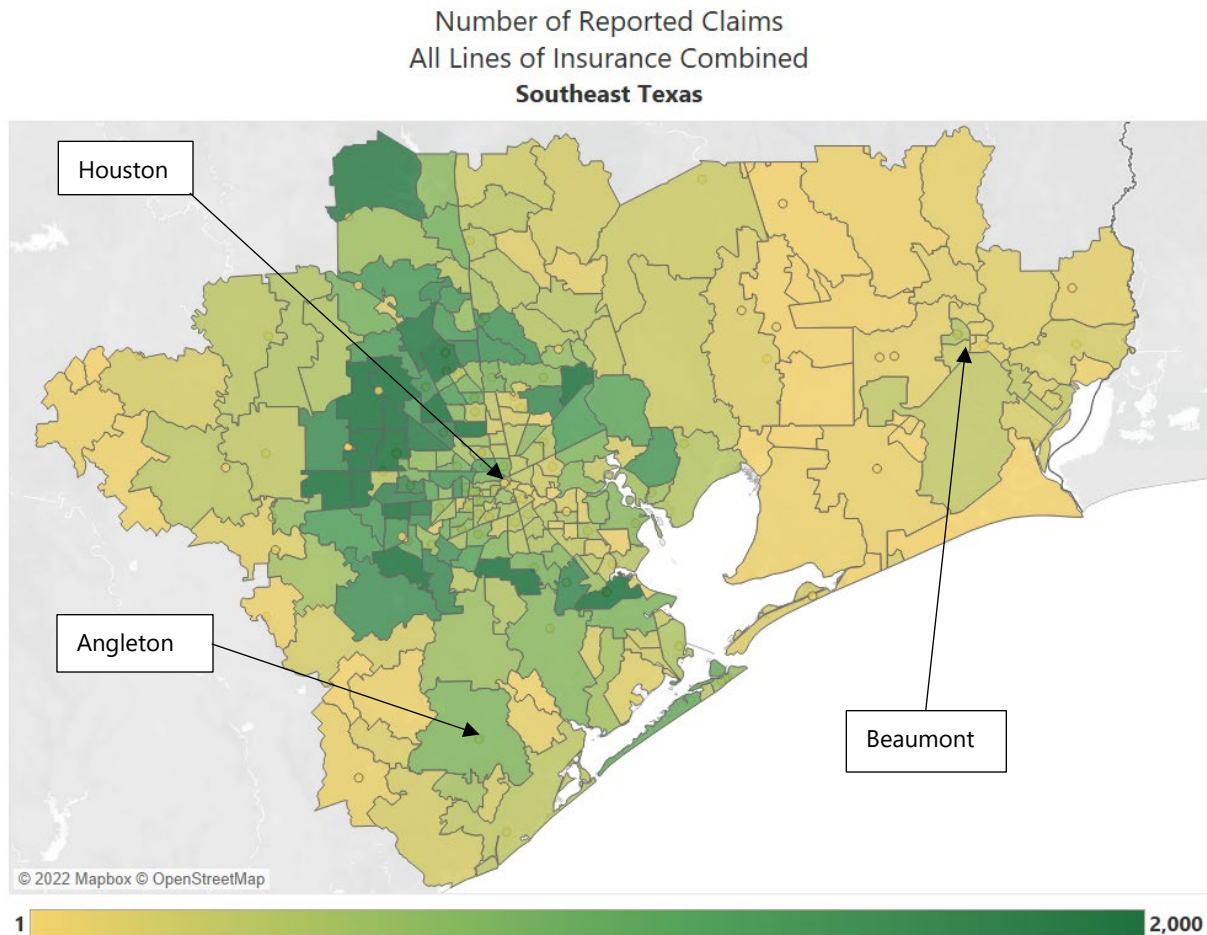 Number of Reported Claims
All Lines of Insurance Combined
Southeast Texas
Houston
Angleton
Beaumont
© 2022 Mapbox © OpenStreetMap
1
2,000